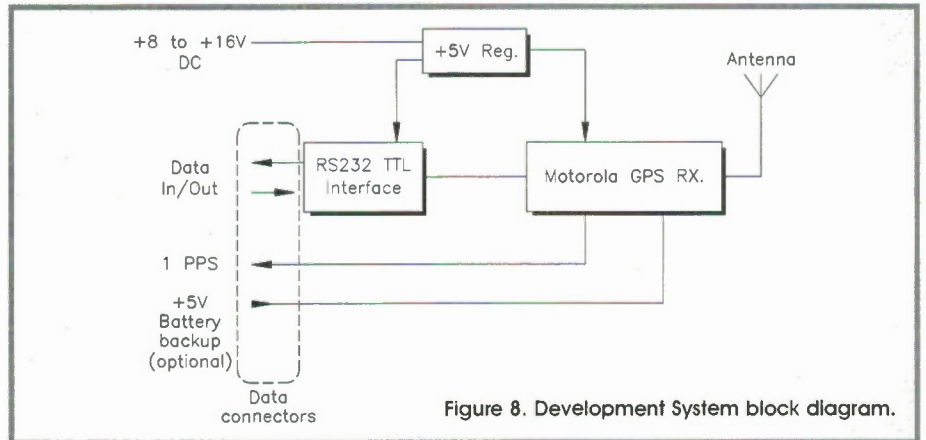 +8 to +16V
DC
+5V Reg.
Antenna
Data
In/Out
RS232 TTL
Interface
Motorola GPS RX.
1 PPS
+5V
Battery
backup
(optional)
Data
connectors
Figure 8. Development System block diagram.